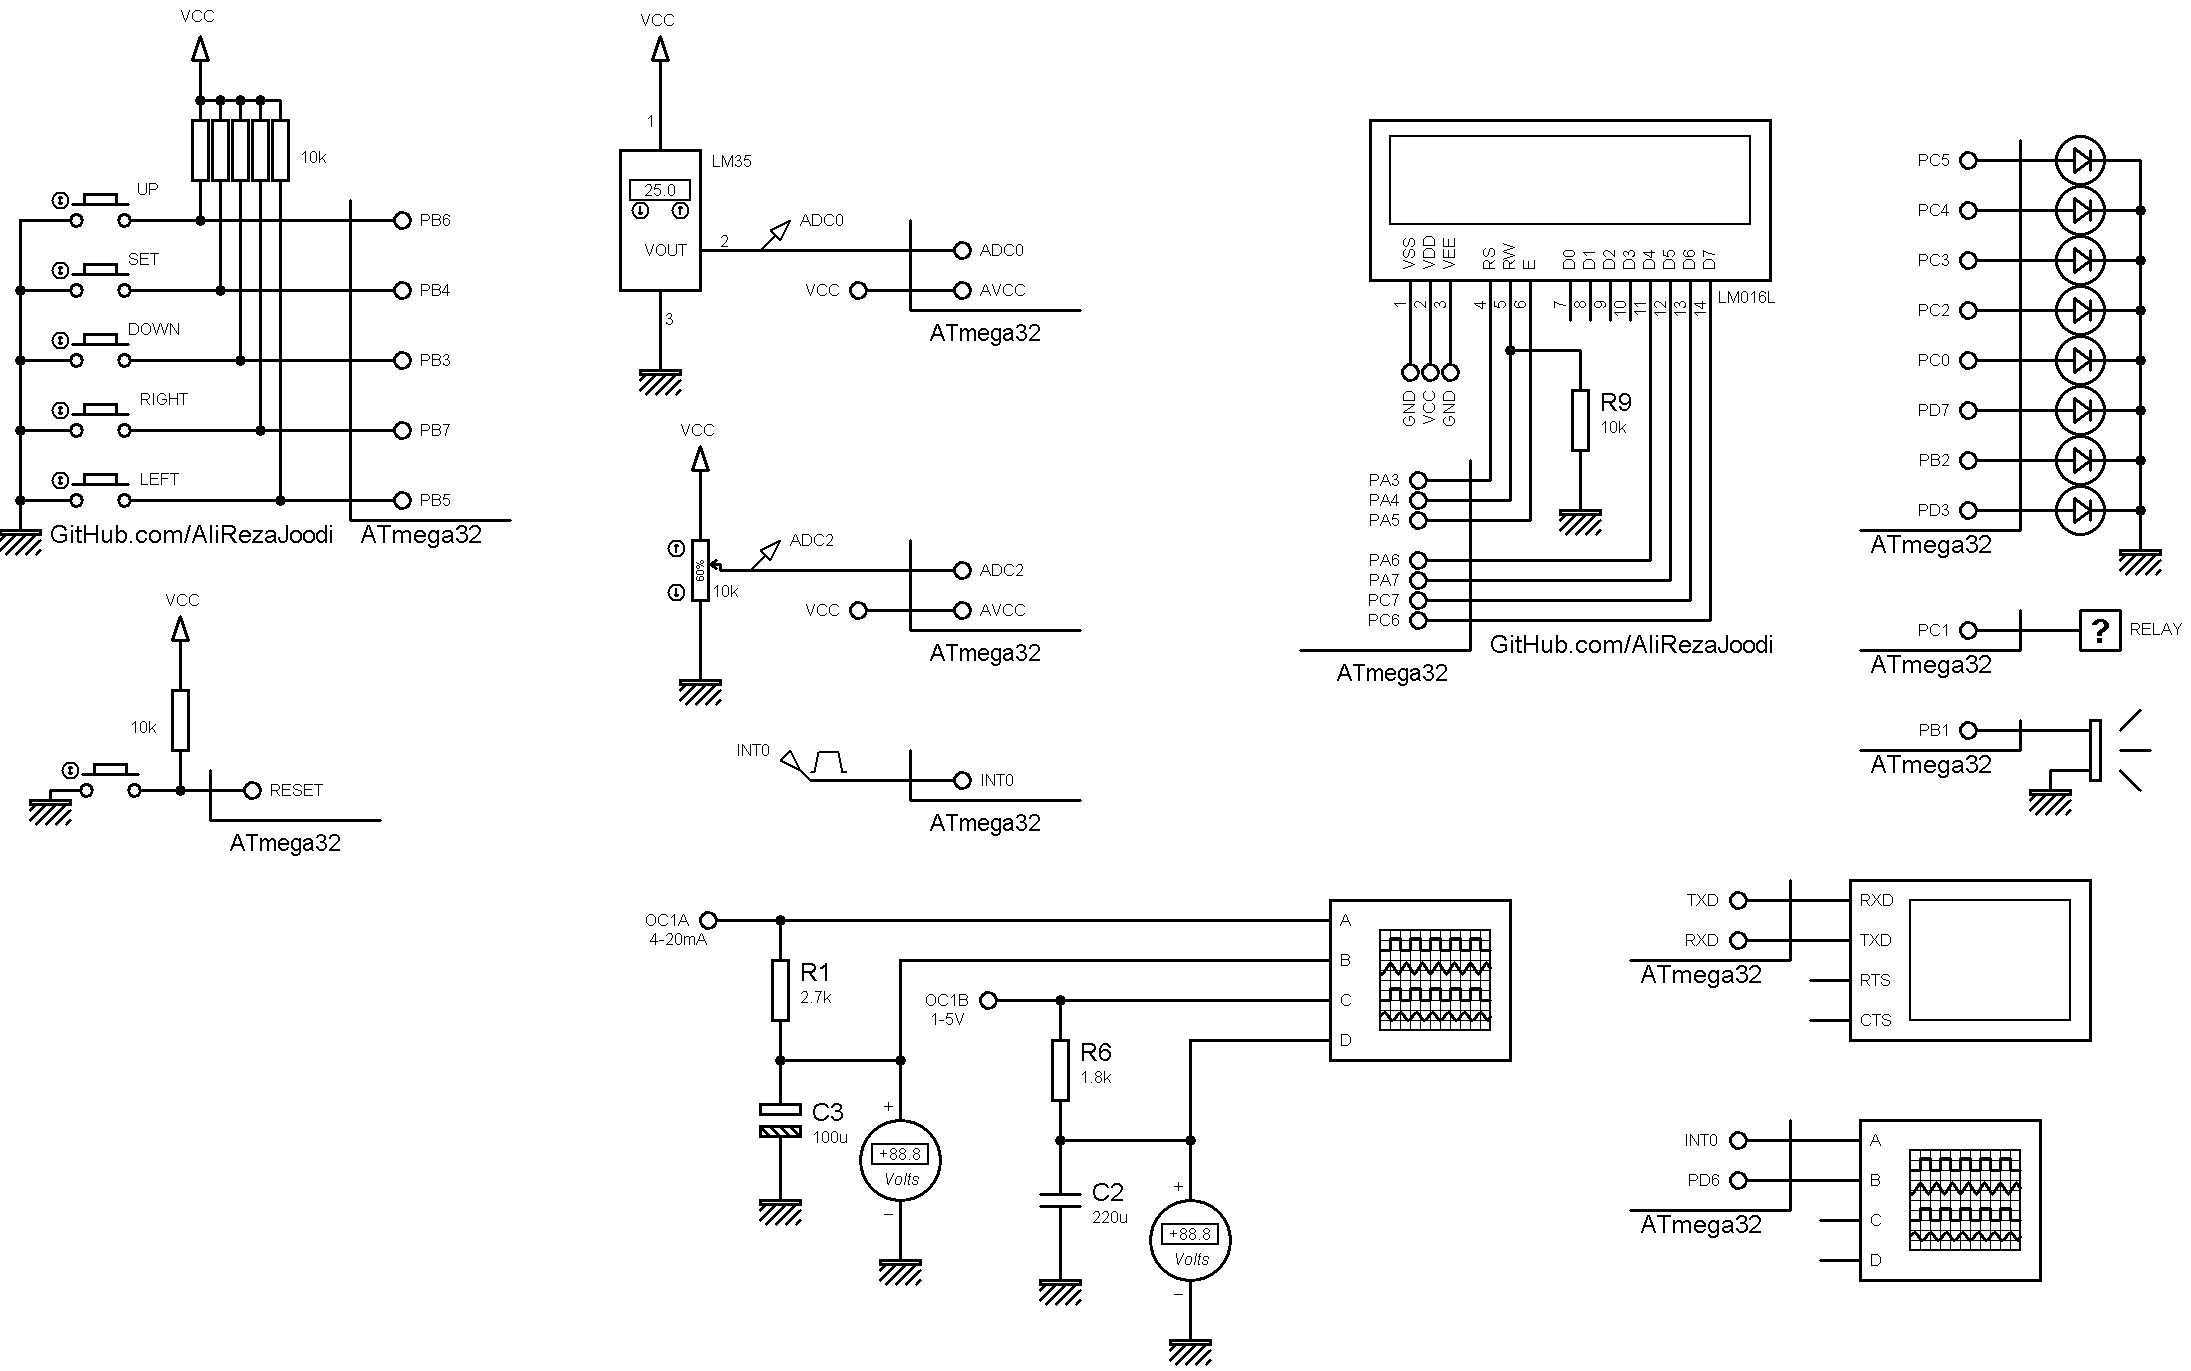 VCC
10k
UP
PB6
SET
PB4
DOWN
PB3
RIGHT
PB7
LEFT
PB5
GitHub.com/AliRezaJoodi
ATmega32
VCC
10k
RESET
ATmega32
VCC
1
LM35
25.0
VOUT
2
3
ADC0
ADC0
VCC
AVCC
ATmega32
VCC
60%
10k
ADC2
ADC2
VCC
AVCC
ATmega32
INT0
INT0
ATmega32
VSS
VDD
VEE
RS
RW
E
D0
D1
D2
D3
D4
D5
D6
D7
LM016L
1
2
3
4
5
6
7
8
9
10
11
12
13
14
GND
VCC
GND
R9
10k
PA3
PA4
PA5
PA6
PA7
PC7
PC6
GitHub.com/AliRezaJoodi
ATmega32
PC5
PC4
PC3
PC2
PC0
PD7
PB2
PD3
ATmega32
PC1
?
RELAY
ATmega32
PB1
ATmega32
OC1A
4-20mA
R1
2.7k
C3
100u
+
+88.8
Volts
−
OC1B
1-5V
R6
1.8k
C2
220u
+
+88.8
Volts
−
A
B
C
D
TXD
RXD
ATmega32
RXD
TXD
RTS
CTS
INT0
PD6
ATmega32
A
B
C
D